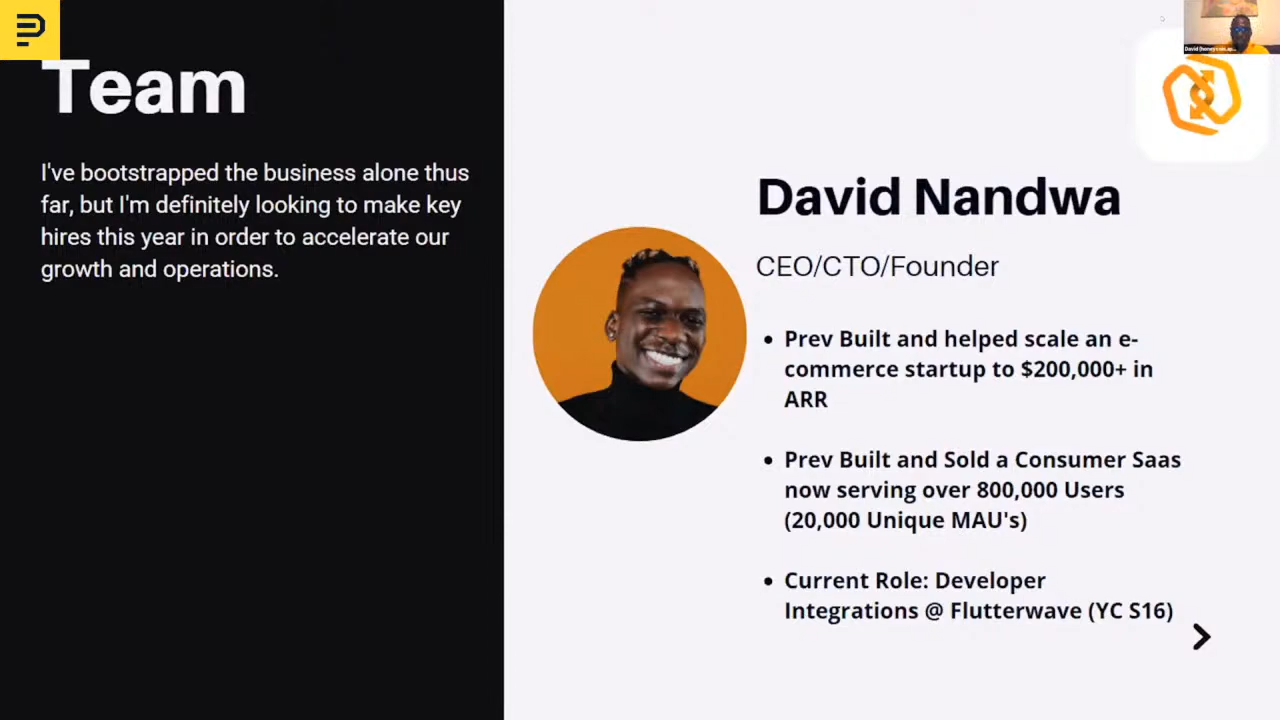 Team
I've bootstrapped the business alone thus
far, but I'm definitely looking to make key
hires this year in order to accelerate our
growth and operations.
David Nandwa
CEO/CTO/Founder
• Prev Built and helped scale an e-
commerce startup to $200,000+ in
ARR
• Prev Built and Sold a Consumer Saas
now serving over 800,000 Users
(20,000 Unique MAU's)
• Current Role: Developer
Integrations @ Flutterwave (YC S16)